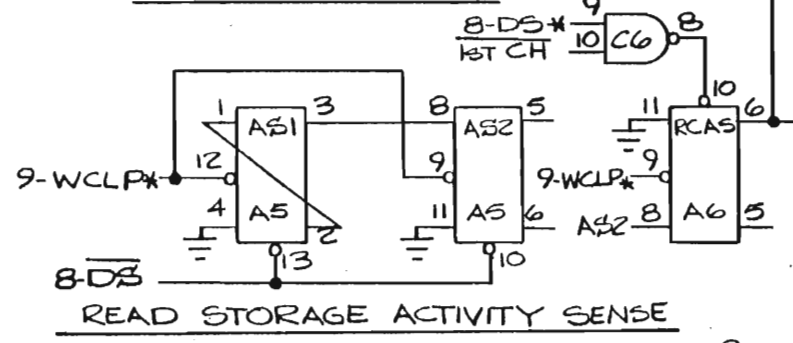 8-DS* 9
1ST CH 10 C6 8
10
1 AS1 3
8 AS2 5
11 RCAS 6
9-WCLP* 12
9
9-WCLP* 9
4 A5 2
11 A5 6
AS2 8 A6 5
8-DS 13
10
READ STORAGE ACTIVITY SENSE